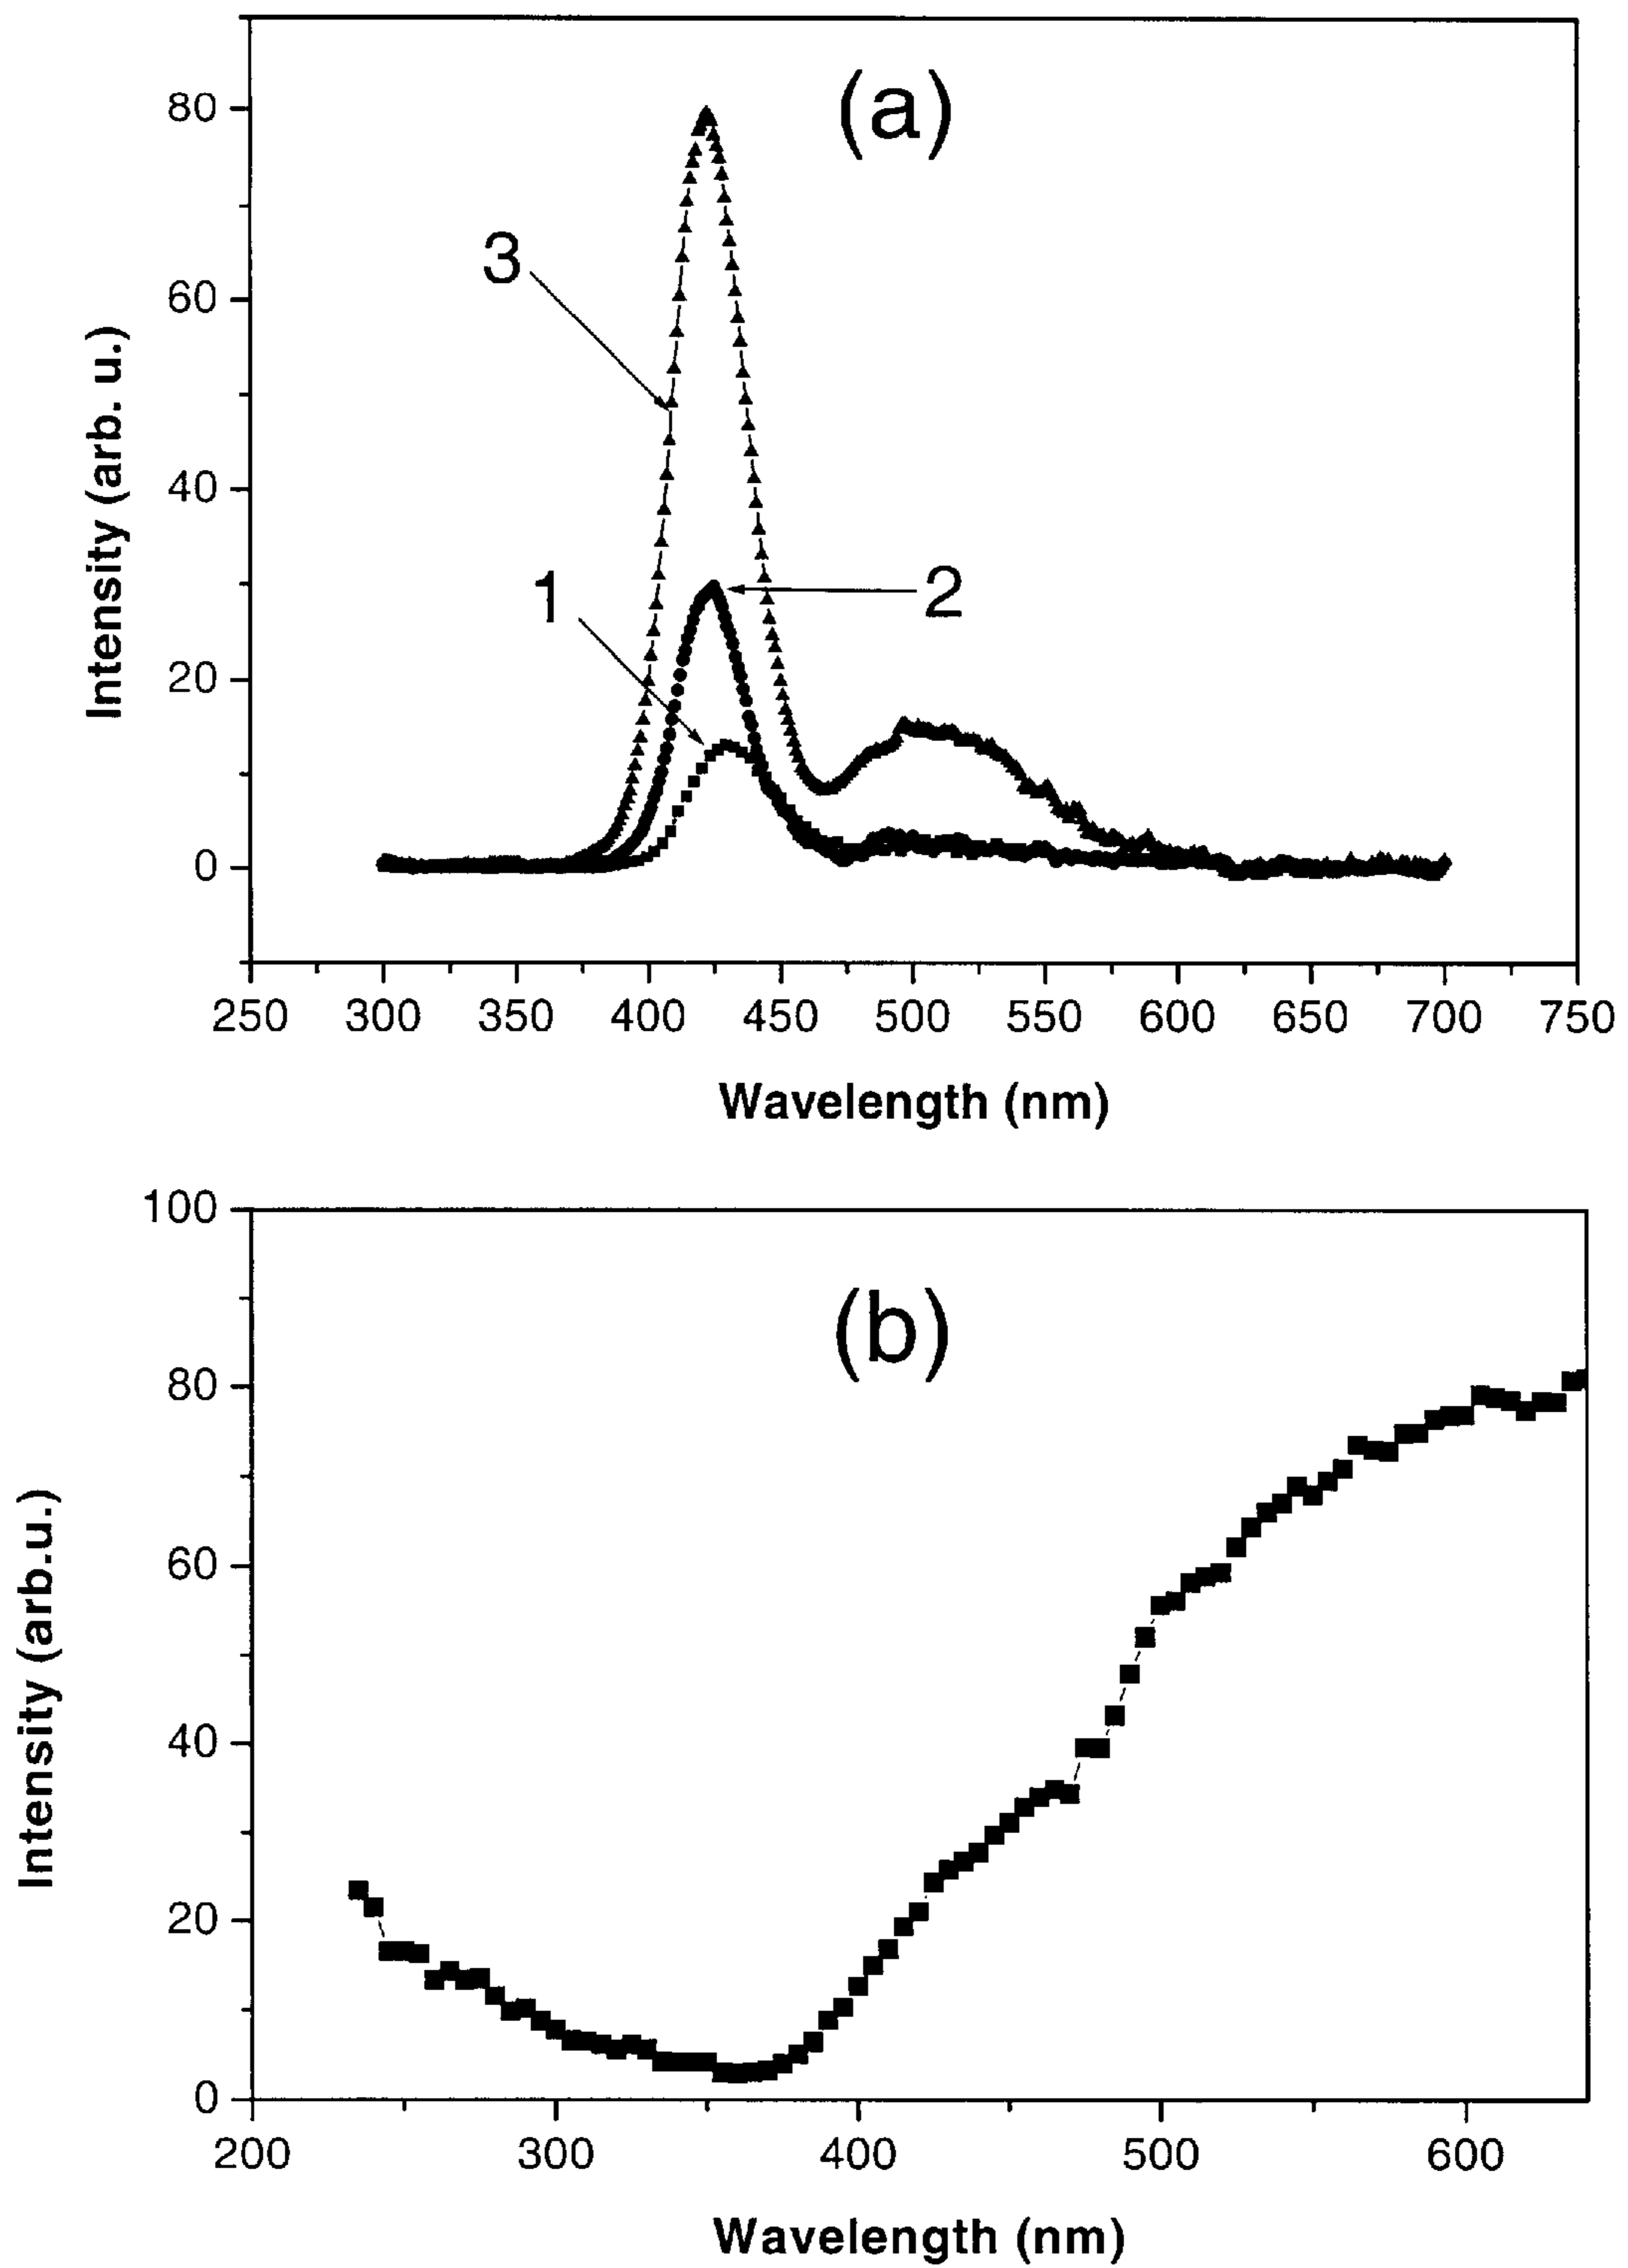 (a)
80
60
40
20
0
3
1
2
Intensity (arb. u.)
250 300 350 400 450 500 550 600 650 700 750
Wavelength (nm)
(b)
100
80
60
40
20
0
Intensity (arb.u.)
200 300 400 500 600
Wavelength (nm)